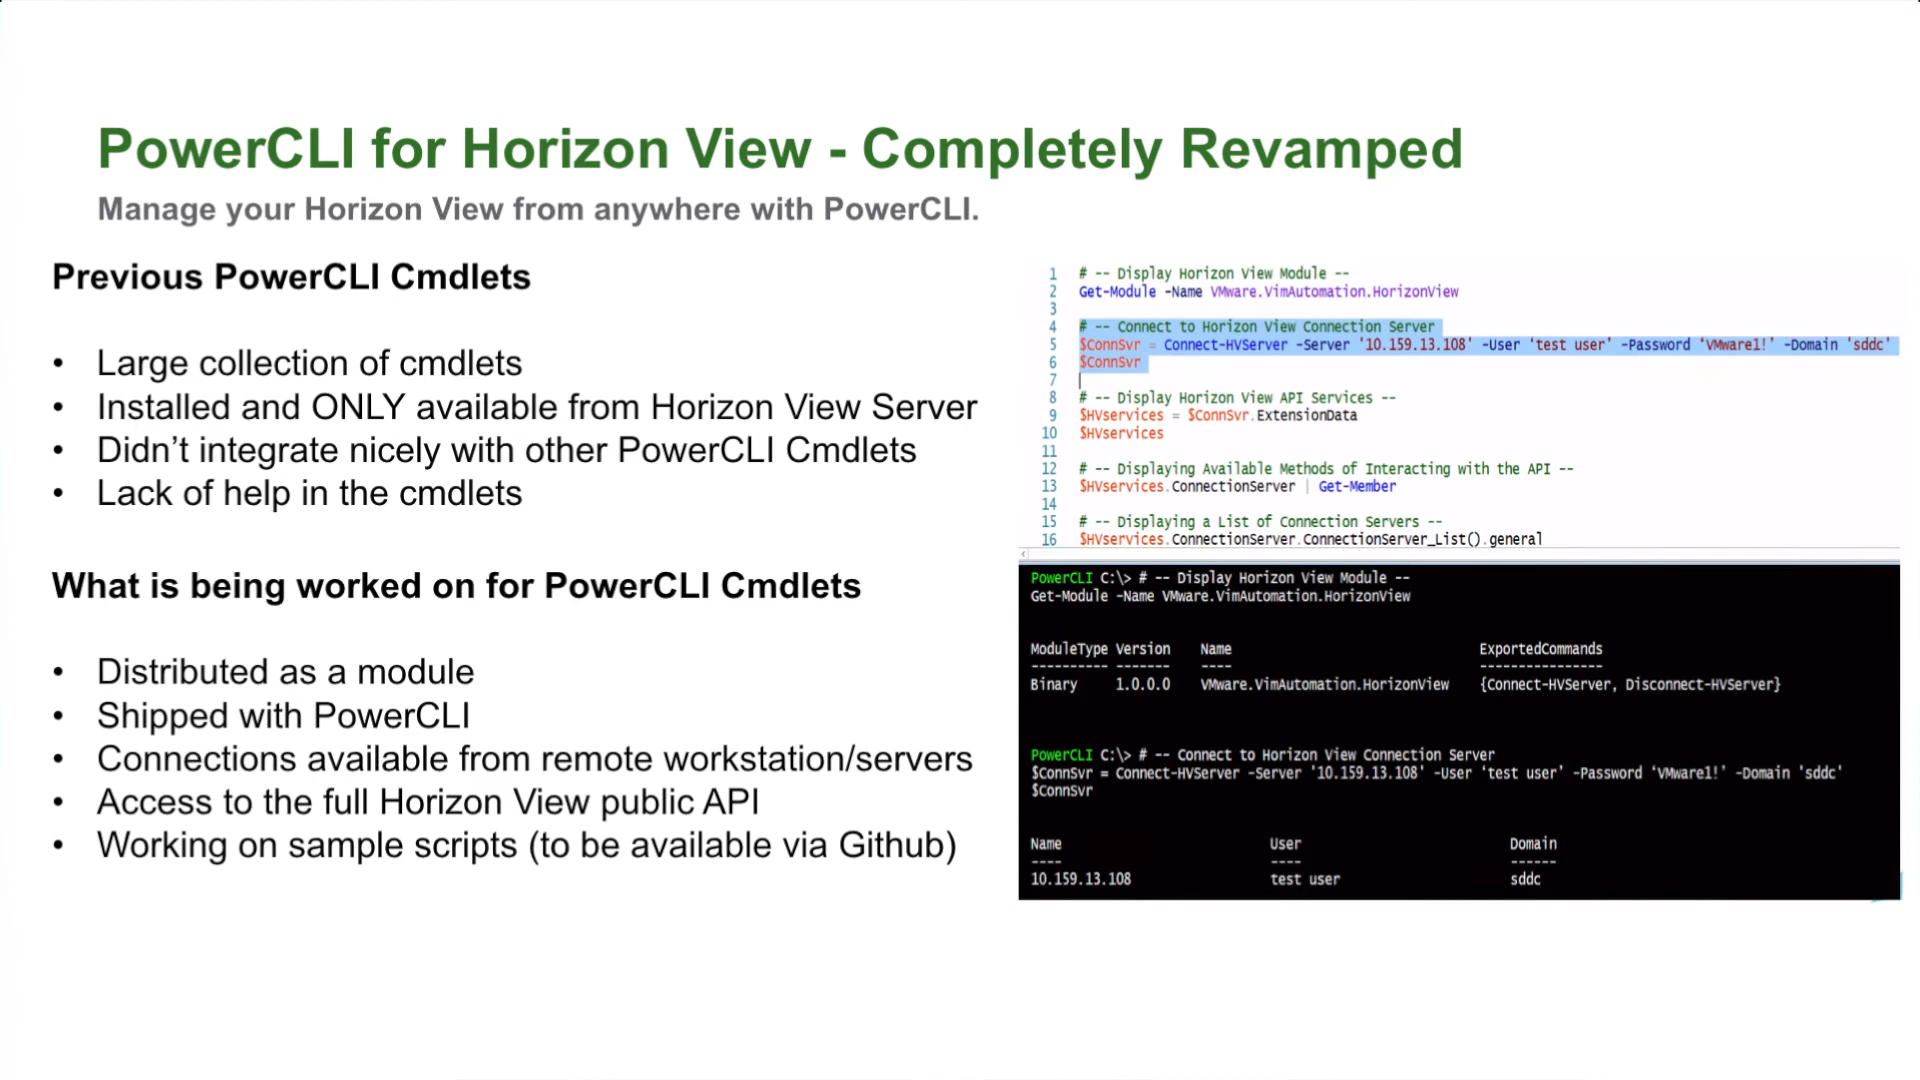 PowerCLI for Horizon View - Completely Revamped
Manage your Horizon View from anywhere with PowerCLI.
Previous PowerCLI Cmdlets
• Large collection of cmdlets
• Installed and ONLY available from Horizon View Server
• Didn’t integrate nicely with other PowerCLI Cmdlets
• Lack of help in the cmdlets
What is being worked on for PowerCLI Cmdlets
• Distributed as a module
• Shipped with PowerCLI
• Connections available from remote workstation/servers
• Access to the full Horizon View public API
• Working on sample scripts (to be available via Github)
1 # -- Display Horizon View Module --
2 Get-Module -Name VMware.VimAutomation.HorizonView
3
4 # -- Connect to Horizon View Connection Server
5 $ConnSvr = Connect-HVServer -Server '10.159.13.108' -User ‘test user’ -Password ‘VMware1!’ -Domain 'sddc'
6 $ConnSvr
7
8 # -- Display Horizon View API Services --
9 $HVservices = $ConnSvr.ExtensionData
10 $HVservices
11
12 # -- Displaying Available Methods of Interacting with the API --
13 $HVservices.ConnectionServer | Get-Member
14
15 # -- Displaying a List of Connection Servers --
16 $HVservices.ConnectionServer.ConnectionServer_List().general
PowerCLI C:\> # -- Display Horizon View Module --
Get-Module -Name VMware.VimAutomation.HorizonView
ModuleType Version Name ExportedCommands
---------- ------- ---- ----------------
Binary 1.0.0.0 VMware.VimAutomation.HorizonView {Connect-HVServer, Disconnect-HVServer}
PowerCLI C:\> # -- Connect to Horizon View Connection Server
$ConnSvr = Connect-HVServer -Server '10.159.13.108' -User ‘test user’ -Password ‘VMware1!’ -Domain 'sddc'
$ConnSvr
Name User Domain
---- ---- ------
10.159.13.108 test user sddc